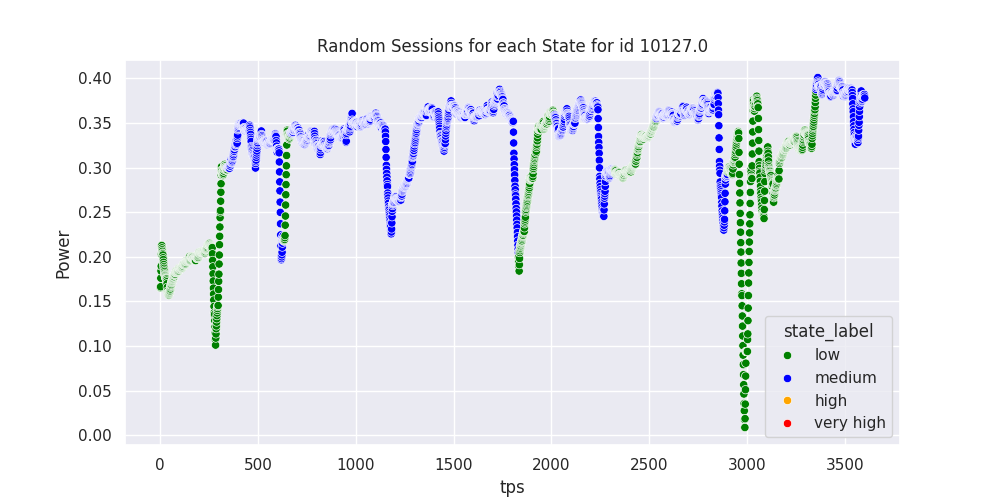 Random Sessions for each State for id 10127.0
0.40
0.35
0.30
0.25
0.20
0.15
0.10
0.05
0.00
Power
0 500 1000 1500 2000 2500 3000 3500
tps
state_label
low
medium
high
very high